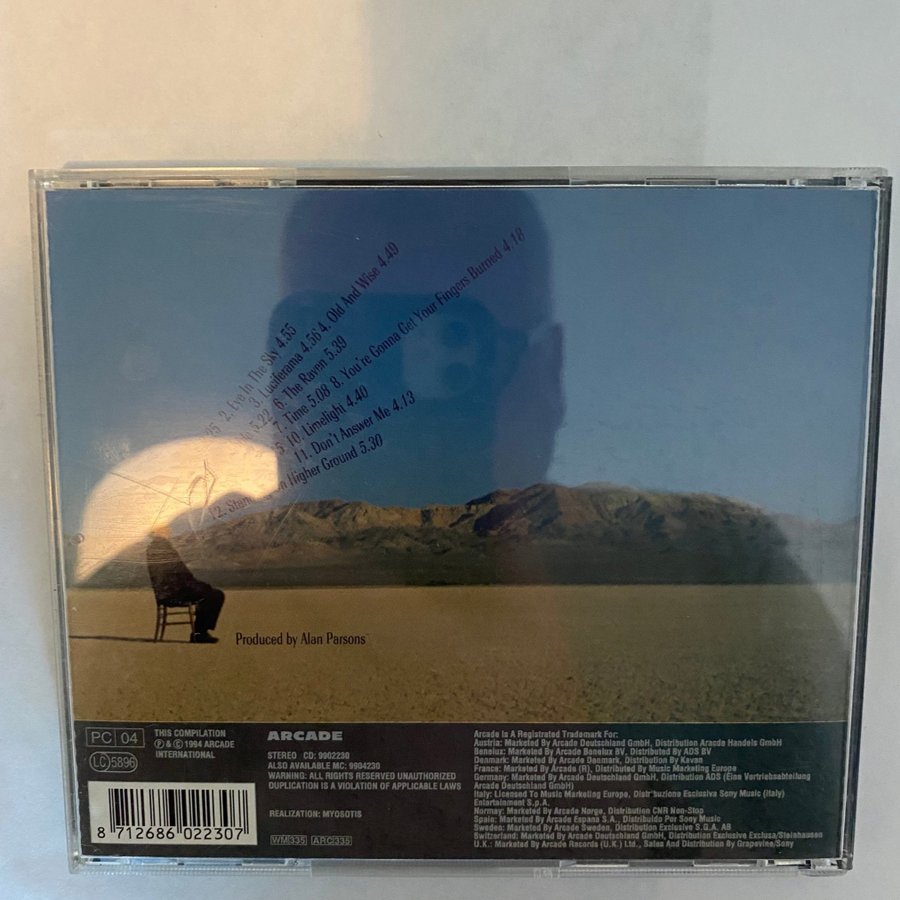 25 2. Eye In The Sky 4.55
3. Luciferama 4.56 4. Old And Wise 4.49
5.22 6. The Raven 5.39
7. Time 5.08 8. You're Gonna Get Your Fingers Burned 4.18
10. Limelight 4.40
11. Don't Answer Me 4.13
12. Higher Ground 5.30
Produced by Alan Parsons
PC 04
LC 5896
THIS COMPILATION
℗ & © 1994 ARCADE
INTERNATIONAL
8 712686 022307
ARCADE
STEREO CD: 9902230
ALSO AVAILABLE MC: 9904230
WARNING: ALL RIGHTS RESERVED UNAUTHORIZED
DUPLICATION IS A VIOLATION OF APPLICABLE LAWS
REALIZATION: MYOSOTIS
WM335 ARC335
Arcade Is A Registrated Trademark For:
Austria: Marketed By Arcade Deutschland GmbH, Distribution Aracde Handels GmbH
Benelux: Marketed By Arcade Benelux BV, Distributed By ADS BV
Denmark: Marketed By Arcade Denmark, Distribution By Kavan
France: Marketed By Arcade (R), Distributed By Music Marketing Europe
Germany: Marketed By Arcade Deutschland GmbH, Distribution ADS (Eine Vertriebsabteilung
Arcade Deutschland GmbH)
Italy: Licensed To Music Marketing Europe, Distribuzione Esclusiva Sony Music (Italy)
Entertainment S.p.A.
Norway: Marketed By Arcade Norge, Distribution CNR Non-Stop
Spain: Marketed By Arcade Espana S.A., Distribuido Por Sony Music
Sweden: Marketed By Arcade Sweden, Distribution Exclusive S.G.A. AB
Switzerland: Marketed By Arcade Deutschland GmbH, Distribution Exclusive Exclusa/Steinhausen
U.K.: Marketed By Arcade Records (U.K.) Ltd., Sales And Distribution By Grapevine/Sony